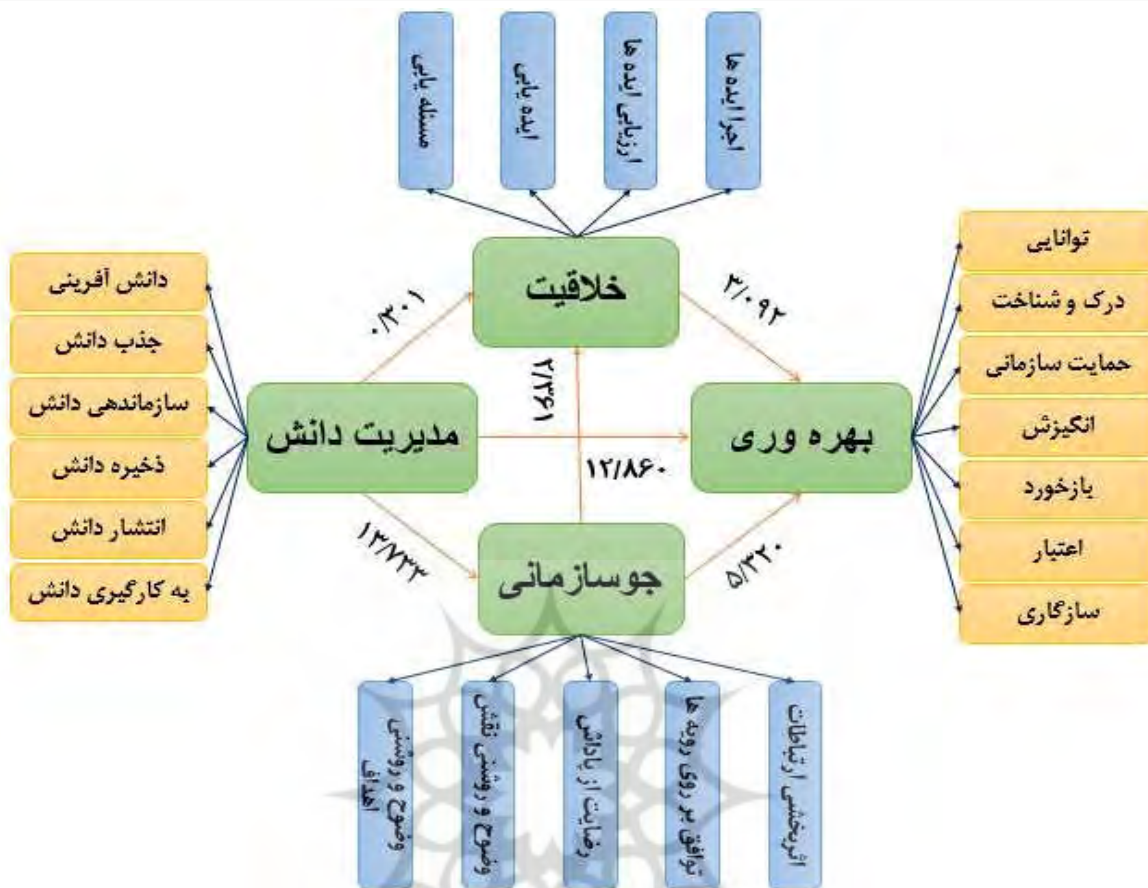 مسئله یابی
ایده یابی
ارزیابی ایده ها
اجرا ایده ها
خلاقیت
۰/۳۰۱
۳/۰۹۲
۲/۳۶۱
دانش آفرینی
جذب دانش
سازماندهی دانش
ذخیره دانش
انتشار دانش
به کارگیری دانش
مدیریت دانش
۱۲/۸۶۰
بهره وری
توانایی
درک و شناخت
حمایت سازمانی
انگیزش
بازخورد
اعتبار
سازگاری
۱۳/۷۳۳
۵/۳۲۰
جوسازمانی
وضوح و روشنی
اهداف
وضوح و روشنی نقش
رضایت از پاداش
توافق بر روی رویه ها
اثربخشی ارتباطات